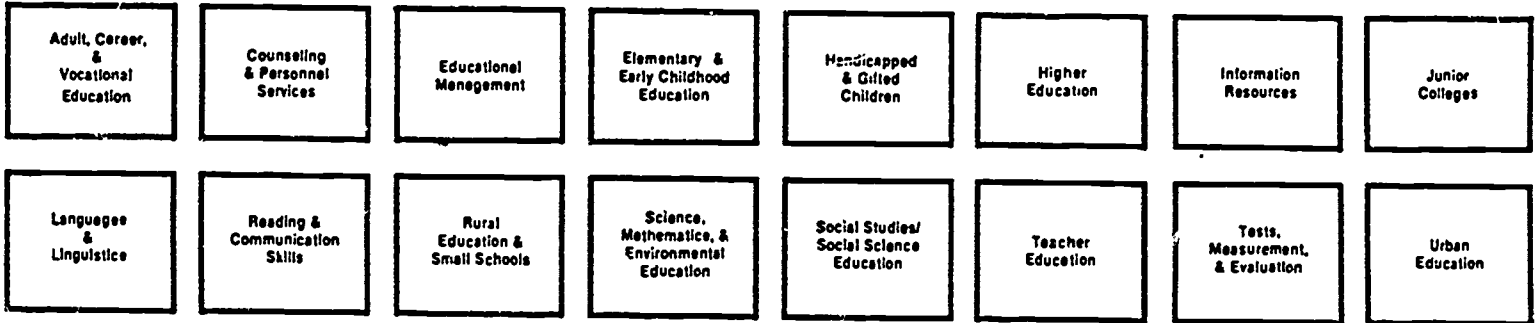 Adult, Career,
&
Vocational
Education
Counseling
& Personnel
Services
Educational
Management
Elementary &
Early Childhood
Education
Handicapped
& Gifted
Children
Higher
Education
Information
Resources
Junior
Colleges
Languages
&
Linguistics
Reading &
Communication
Skills
Rural
Education &
Small Schools
Science,
Mathematics, &
Environmental
Education
Social Studies/
Social Science
Education
Teacher
Education
Tests,
Measurement,
& Evaluation
Urban
Education